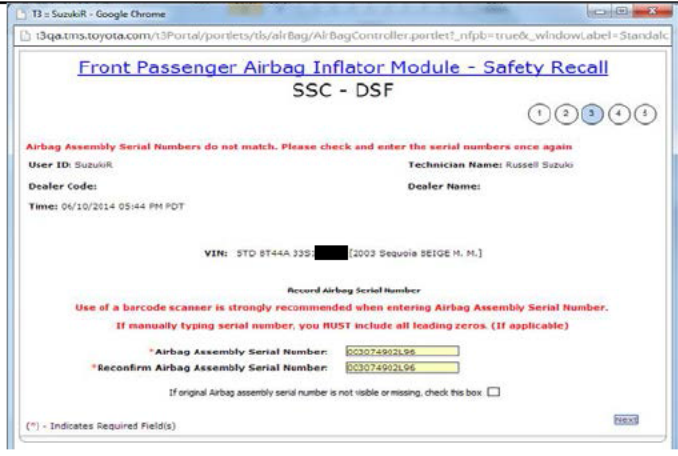 T3 :: SuzukiR - Google Chrome
t3qa.tms.toyota.com/t3Portal/portlets/tls/airBag/AirBagController.portlet?_nfpb=true&_windowLabel=Standalc
Front Passenger Airbag Inflator Module - Safety Recall
SSC - DSF
1 2 3 4 5
Airbag Assembly Serial Numbers do not match. Please check and enter the serial numbers once again
User ID: SuzukiR Technician Name: Russell Suzuki
Dealer Code: Dealer Name:
Time: 06/10/2014 05:44 PM PDT
VIN: 5TD BT44A 33S [2003 Sequoia BEIGE M. M.]
Record Airbag Serial Number
Use of a barcode scanner is strongly recommended when entering Airbag Assembly Serial Number.
If manually typing serial number, you MUST include all leading zeros. (If applicable)
*Airbag Assembly Serial Number: 003074902L96
*Reconfirm Airbag Assembly Serial Number: 003074902L96
If original Airbag assembly serial number is not visible or missing, check this box
Next
(*) - Indicates Required Field(s)